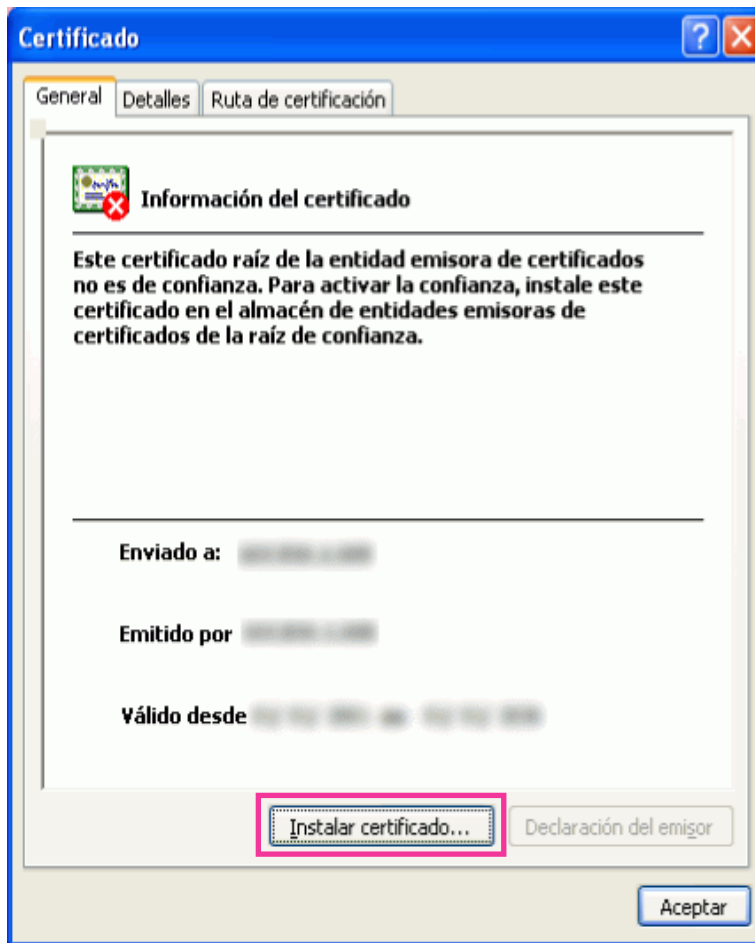 Certificado
General Detalles Ruta de certificación
Información del certificado
Este certificado raíz de la entidad emisora de certificados
no es de confianza. Para activar la confianza, instale este
certificado en el almacén de entidades emisoras de
certificados de la raíz de confianza.
Enviado a:
Emitido por
Válido desde
Instalar certificado... Declaración del emisor
Aceptar